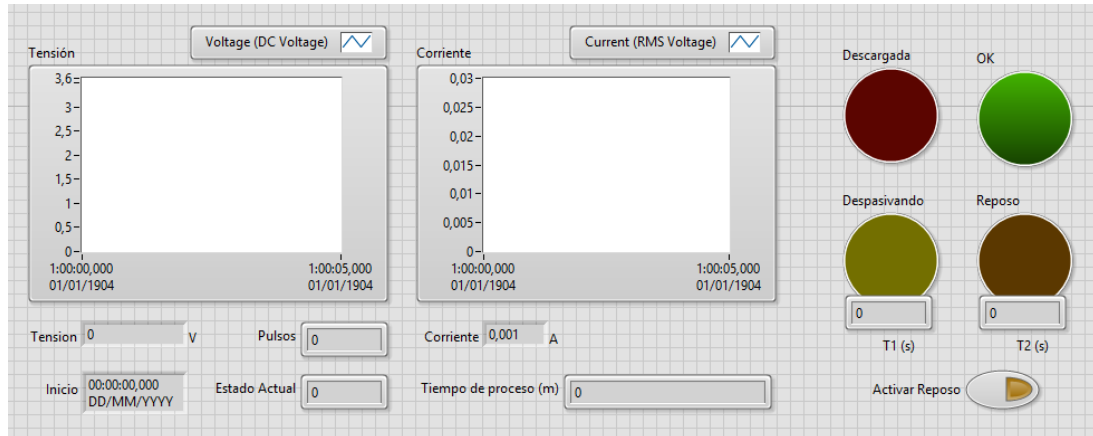 Voltage (DC Voltage)
Tensión
3,6
3
2,5
2
1,5
1
0,5
0
1:00:00,000
01/01/1904
1:00:05,000
01/01/1904
Current (RMS Voltage)
Corriente
0,03
0,025
0,02
0,015
0,01
0,005
0
1:00:00,000
01/01/1904
1:00:05,000
01/01/1904
Descargada
OK
Despasivando
Reposo
0
0
T1 (s)
T2 (s)
Tension 0 V
Pulsos 0
Corriente 0,001 A
Inicio 00:00:00,000
DD/MM/YYYY
Estado Actual 0
Tiempo de proceso (m) 0
Activar Reposo